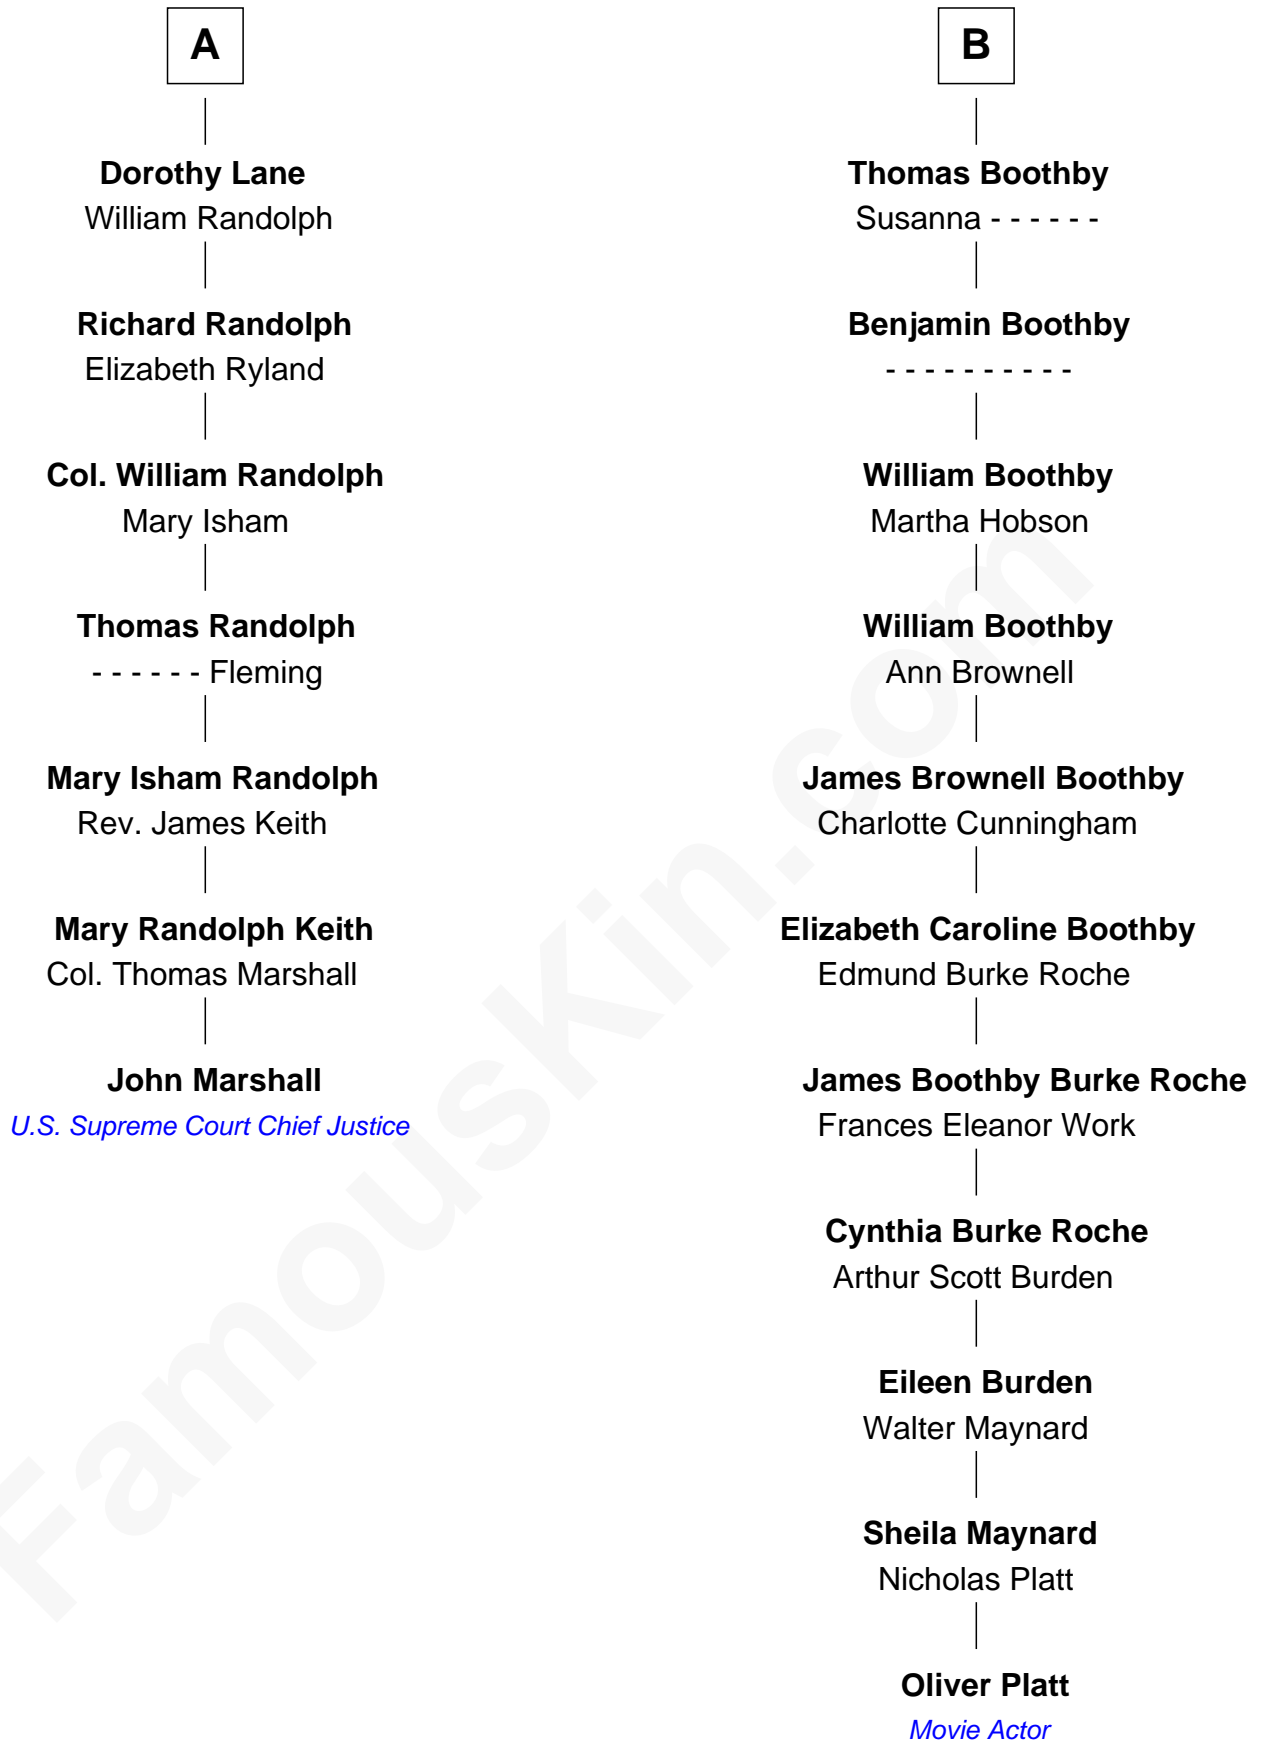 A
Dorothy Lane
William Randolph
Richard Randolph
Elizabeth Ryland
Col. William Randolph
Mary Isham
Thomas Randolph
- - - - - - Fleming
Mary Isham Randolph
Rev. James Keith
Mary Randolph Keith
Col. Thomas Marshall
John Marshall
U.S. Supreme Court Chief Justice
B
Thomas Boothby
Susanna - - - - - -
Benjamin Boothby
- - - - - - - - - -
William Boothby
Martha Hobson
William Boothby
Ann Brownell
James Brownell Boothby
Charlotte Cunningham
Elizabeth Caroline Boothby
Edmund Burke Roche
James Boothby Burke Roche
Frances Eleanor Work
Cynthia Burke Roche
Arthur Scott Burden
Eileen Burden
Walter Maynard
Sheila Maynard
Nicholas Platt
Oliver Platt
Movie Actor
FamousKin.com